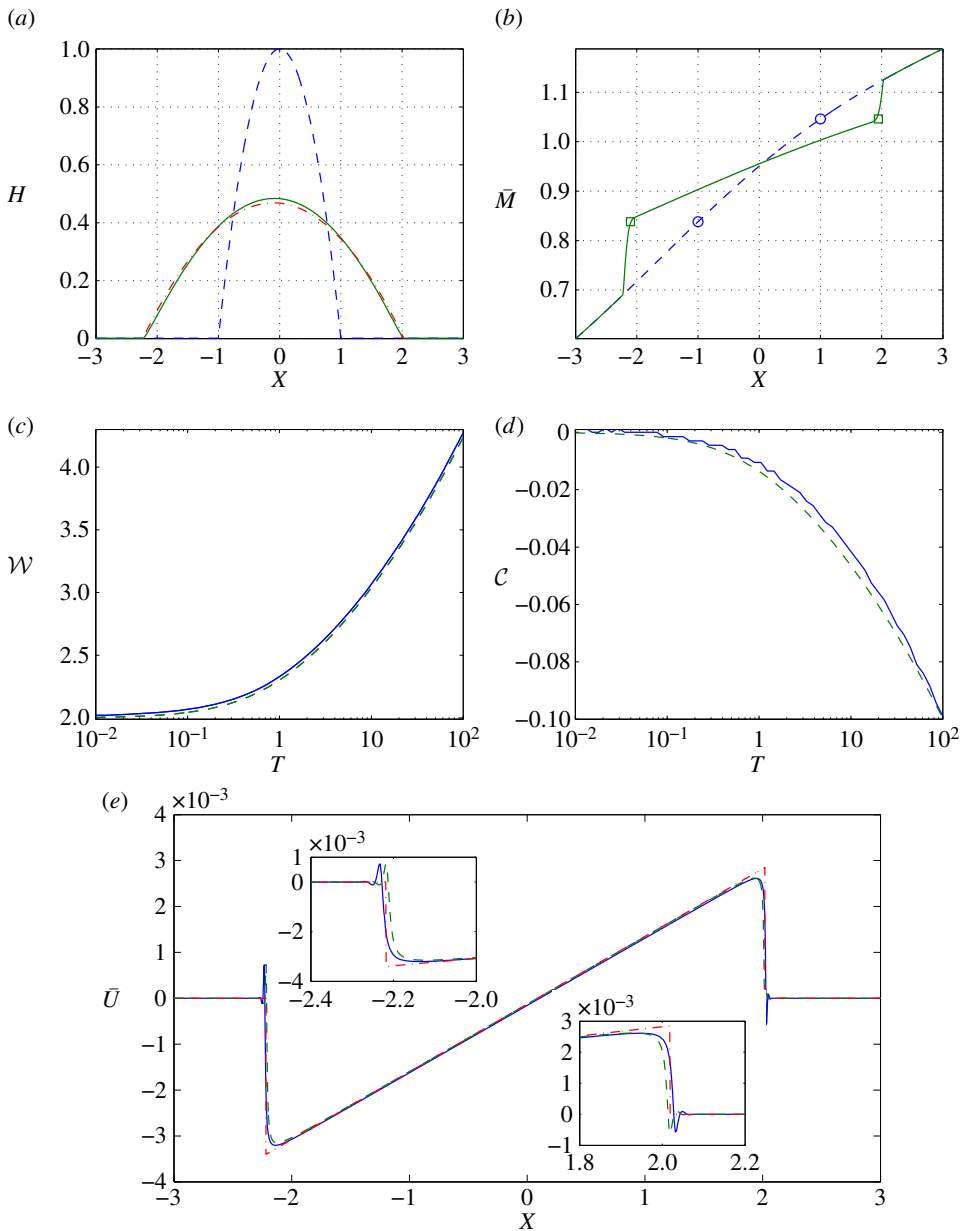 (a)
1.0
0.8
0.6
H
0.4
0.2
0
−3 −2 −1 0 1 2 3
X
(b)
1.1
1.0
M̄ 0.9
0.8
0.7
−3 −2 −1 0 1 2 3
X
(c)
4.0
3.5
𝒲
3.0
2.5
2.0
10⁻² 10⁻¹ 1 10 10²
T
(d)
0
−0.02
−0.04
𝒞
−0.06
−0.08
−0.10
10⁻² 10⁻¹ 1 10 10²
T
(e)
×10⁻³
4
3
2
1
Ū 0
−1
−2
−3
−4
−3 −2 −1 0 1 2 3
X
×10⁻³
1
0
−2
−4
−2.4 −2.2 −2.0
×10⁻³
3
2
1
0
−1
1.8 2.0 2.2